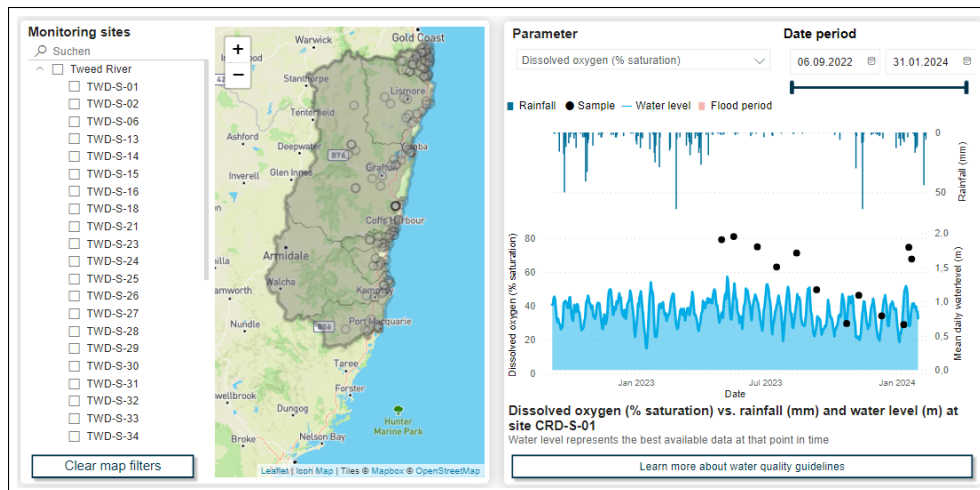 Monitoring sites
Suchen
Tweed River
TWD-S-01
TWD-S-02
TWD-S-06
TWD-S-13
TWD-S-14
TWD-S-15
TWD-S-16
TWD-S-18
TWD-S-21
TWD-S-23
TWD-S-24
TWD-S-25
TWD-S-26
TWD-S-27
TWD-S-28
TWD-S-29
TWD-S-30
TWD-S-31
TWD-S-32
TWD-S-33
TWD-S-34
Clear map filters
+
−
Gold Coast
Warwick
Stanthorpe
Lismore
Tenterfield
Ashford
Deepwater
B76
Grafton
Inverell
Glen Innes
Coffs Harbour
Armidale
Walcha
Kempsey
Nundle
B56
Port Macquarie
Taree
Forster
Dungog
Hunter
Marine Park
Nelson Bay
Broke
Leaflet | Icon Map | Tiles © Mapbox © OpenStreetMap
Parameter
Date period
Dissolved oxygen (% saturation)
06.09.2022
31.01.2024
Rainfall
Sample
Water level
Flood period
0
50
Rainfall (mm)
80
60
40
20
0
Dissolved oxygen (% saturation)
2,0
1,5
1,0
0,5
0,0
Mean daily waterlevel (m)
Jan 2023
Jul 2023
Jan 2024
Date
Dissolved oxygen (% saturation) vs. rainfall (mm) and water level (m) at
site CRD-S-01
Water level represents the best available data at that point in time
Learn more about water quality guidelines